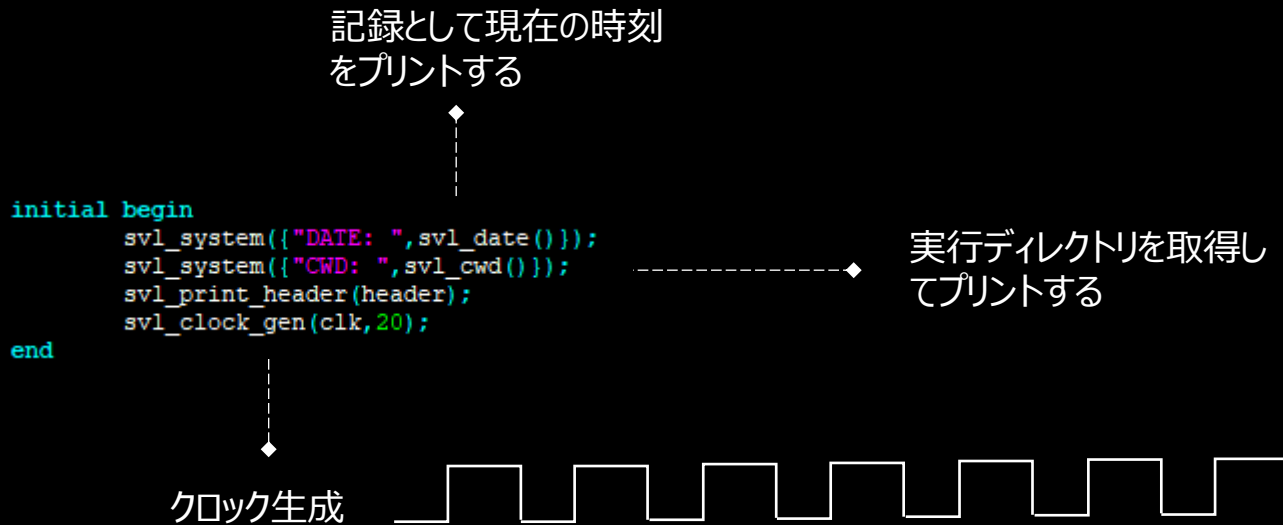 記録として現在の時刻
をプリントする
initial begin
svl_system({"DATE: ",svl_date()});
svl_system({"CWD: ",svl_cwd()});
svl_print_header(header);
svl_clock_gen(clk,20);
end
実行ディレクトリを取得し
てプリントする
クロック生成